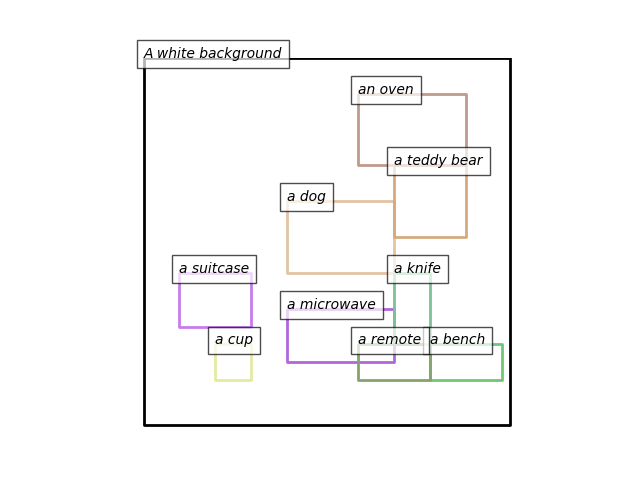 A white background
an oven
a teddy bear
a dog
a suitcase
a knife
a microwave
a cup
a remote
a bench